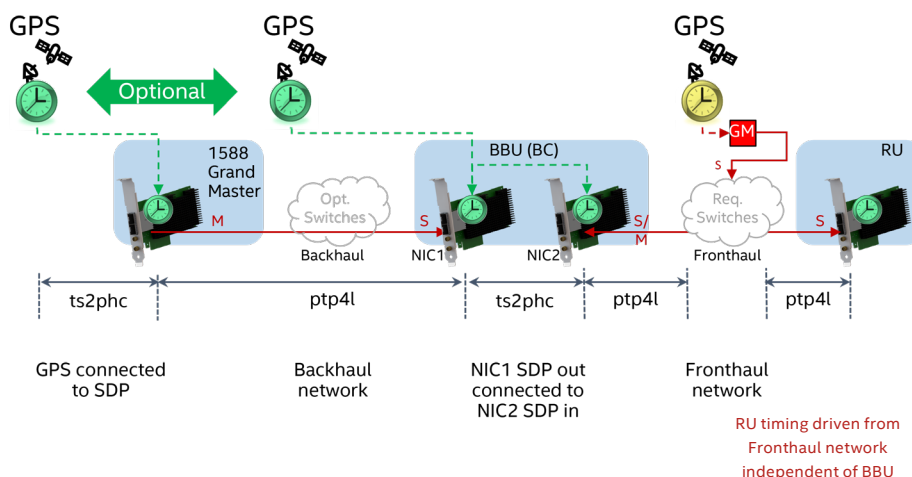 GPS
GPS
GPS
Optional
GM
1588
Grand
Master
BBU (BC)
RU
S
Opt.
Switches
Req.
Switches
M
S
S/
M
S
Backhaul
NIC1
NIC2
Fronthaul
ts2phc
ptp4l
ts2phc
ptp4l
ptp4l
GPS connected
to SDP
Backhaul
network
NIC1 SDP out
connected to
NIC2 SDP in
Fronthaul
network
RU timing driven from
Fronthaul network
independent of BBU